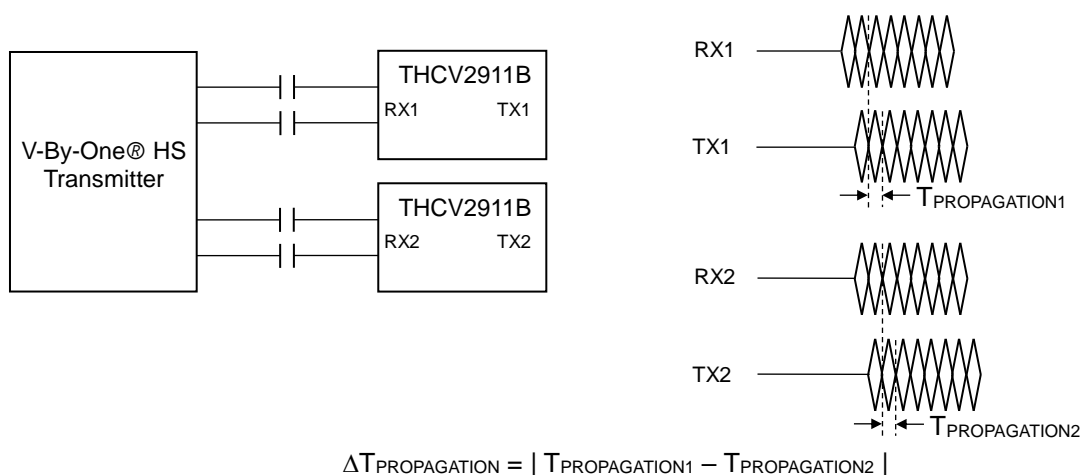 V-By-One® HS
Transmitter
THCV2911B
RX1 TX1
THCV2911B
RX2 TX2
RX1
TX1
TPROPAGATION1
RX2
TX2
TPROPAGATION2
ΔTPROPAGATION = | TPROPAGATION1 – TPROPAGATION2 |